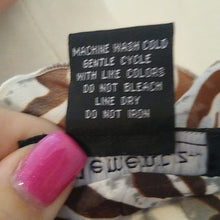 MACHINE WASH COLD
GENTLE CYCLE
WITH LIKE COLORS
DO NOT BLEACH
LINE DRY
DO NOT IRON